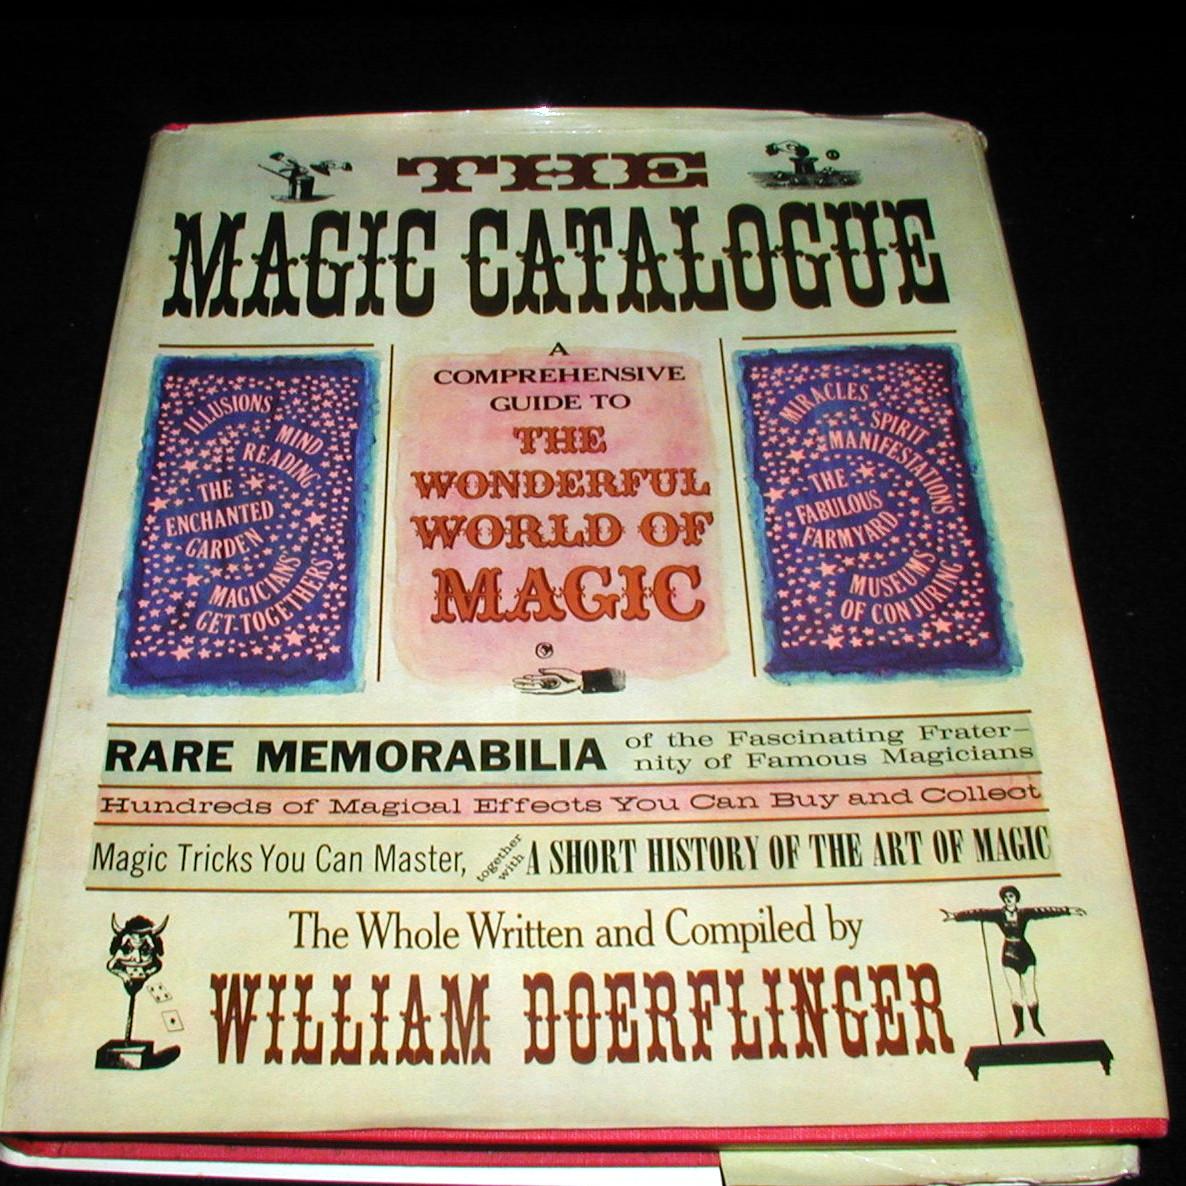 THE
MAGIC CATALOGUE
ILLUSIONS
MIND
READING
THE
ENCHANTED
GARDEN
MAGICIANS'
GET-TOGETHERS
A
COMPREHENSIVE
GUIDE TO
THE
WONDERFUL
WORLD OF
MAGIC
MIRACLES
SPIRIT
MANIFESTATIONS
THE
FABULOUS
FARMYARD
MUSEUMS
OF CONJURING
RARE MEMORABILIA of the Fascinating Frater-
nity of Famous Magicians
Hundreds of Magical Effects You Can Buy and Collect
Magic Tricks You Can Master, together with A SHORT HISTORY OF THE ART OF MAGIC
The Whole Written and Compiled by
WILLIAM DOERFLINGER